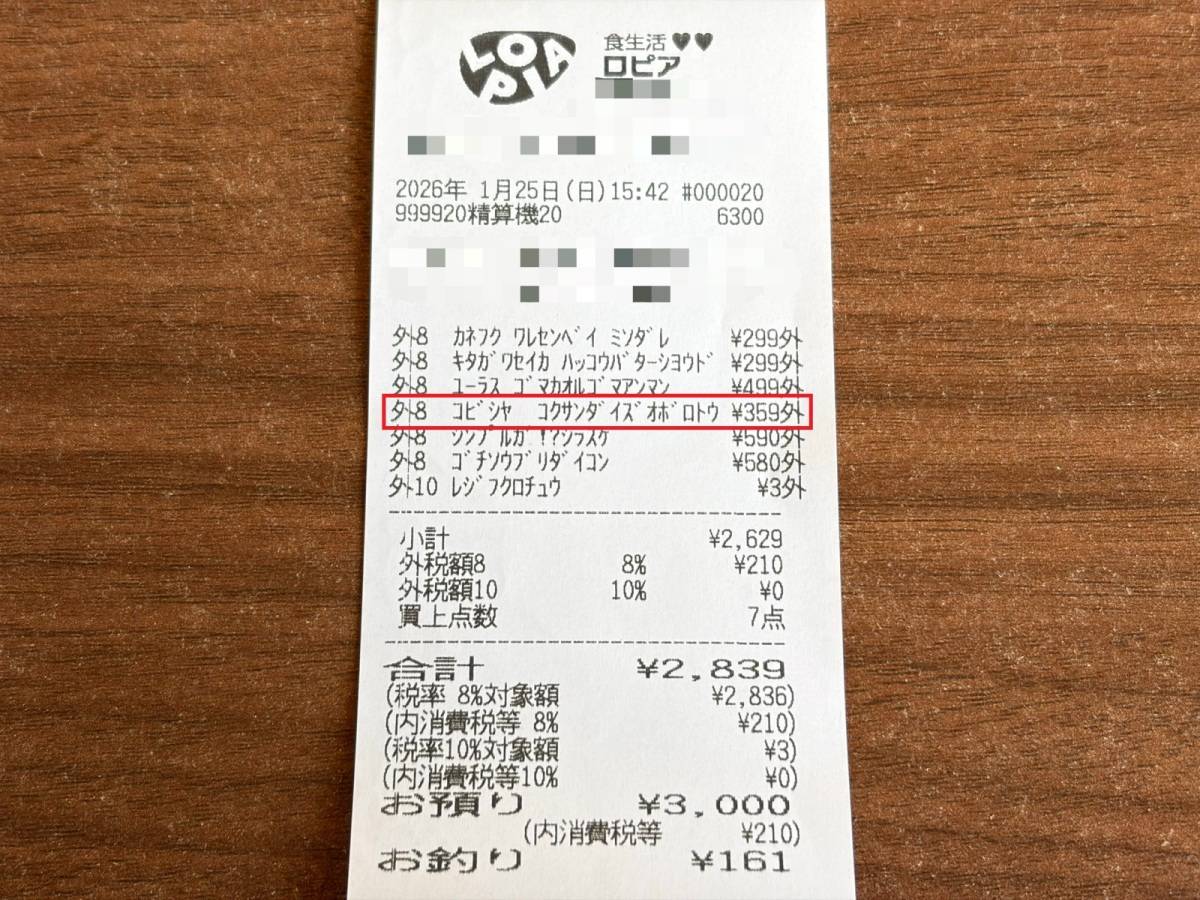 LOPIA
食生活♥♥
ロピア
2026年 1月25日(日)15:42 #000020
999920精算機20 6300
外8 ｶﾈﾌｸ ﾜﾚｾﾝﾍﾞｲ ﾐｿﾀﾞﾚ ¥299外
外8 ｷﾀｶﾞﾜｾｲｶ ﾊｯｺｳﾊﾞﾀｰｼｮｳﾄﾞ ¥299外
外8 ﾕｰﾗｽ ｺﾞﾏｶｵﾙｺﾞﾏｱﾝﾏﾝ ¥499外
外8 ｺﾋﾞｼﾔ ｺｸｻﾝﾀﾞｲｽﾞｵﾎﾞﾛﾄｳ ¥359外
外8 ｼﾝﾌﾟﾙｶﾞ!?ｼﾗｽｹ ¥590外
外8 ｺﾞﾁｿｳﾌﾞﾘﾀﾞｲｺﾝ ¥580外
外10 ﾚｼﾞﾌｸﾛﾁｭｳ ¥3外
小計 ¥2,629
外税額8 8% ¥210
外税額10 10% ¥0
買上点数 7点
合計 ¥2,839
(税率 8%対象額 ¥2,836)
(内消費税等 8% ¥210)
(税率10%対象額 ¥3)
(内消費税等10% ¥0)
お預り ¥3,000
(内消費税等 ¥210)
お釣り ¥161